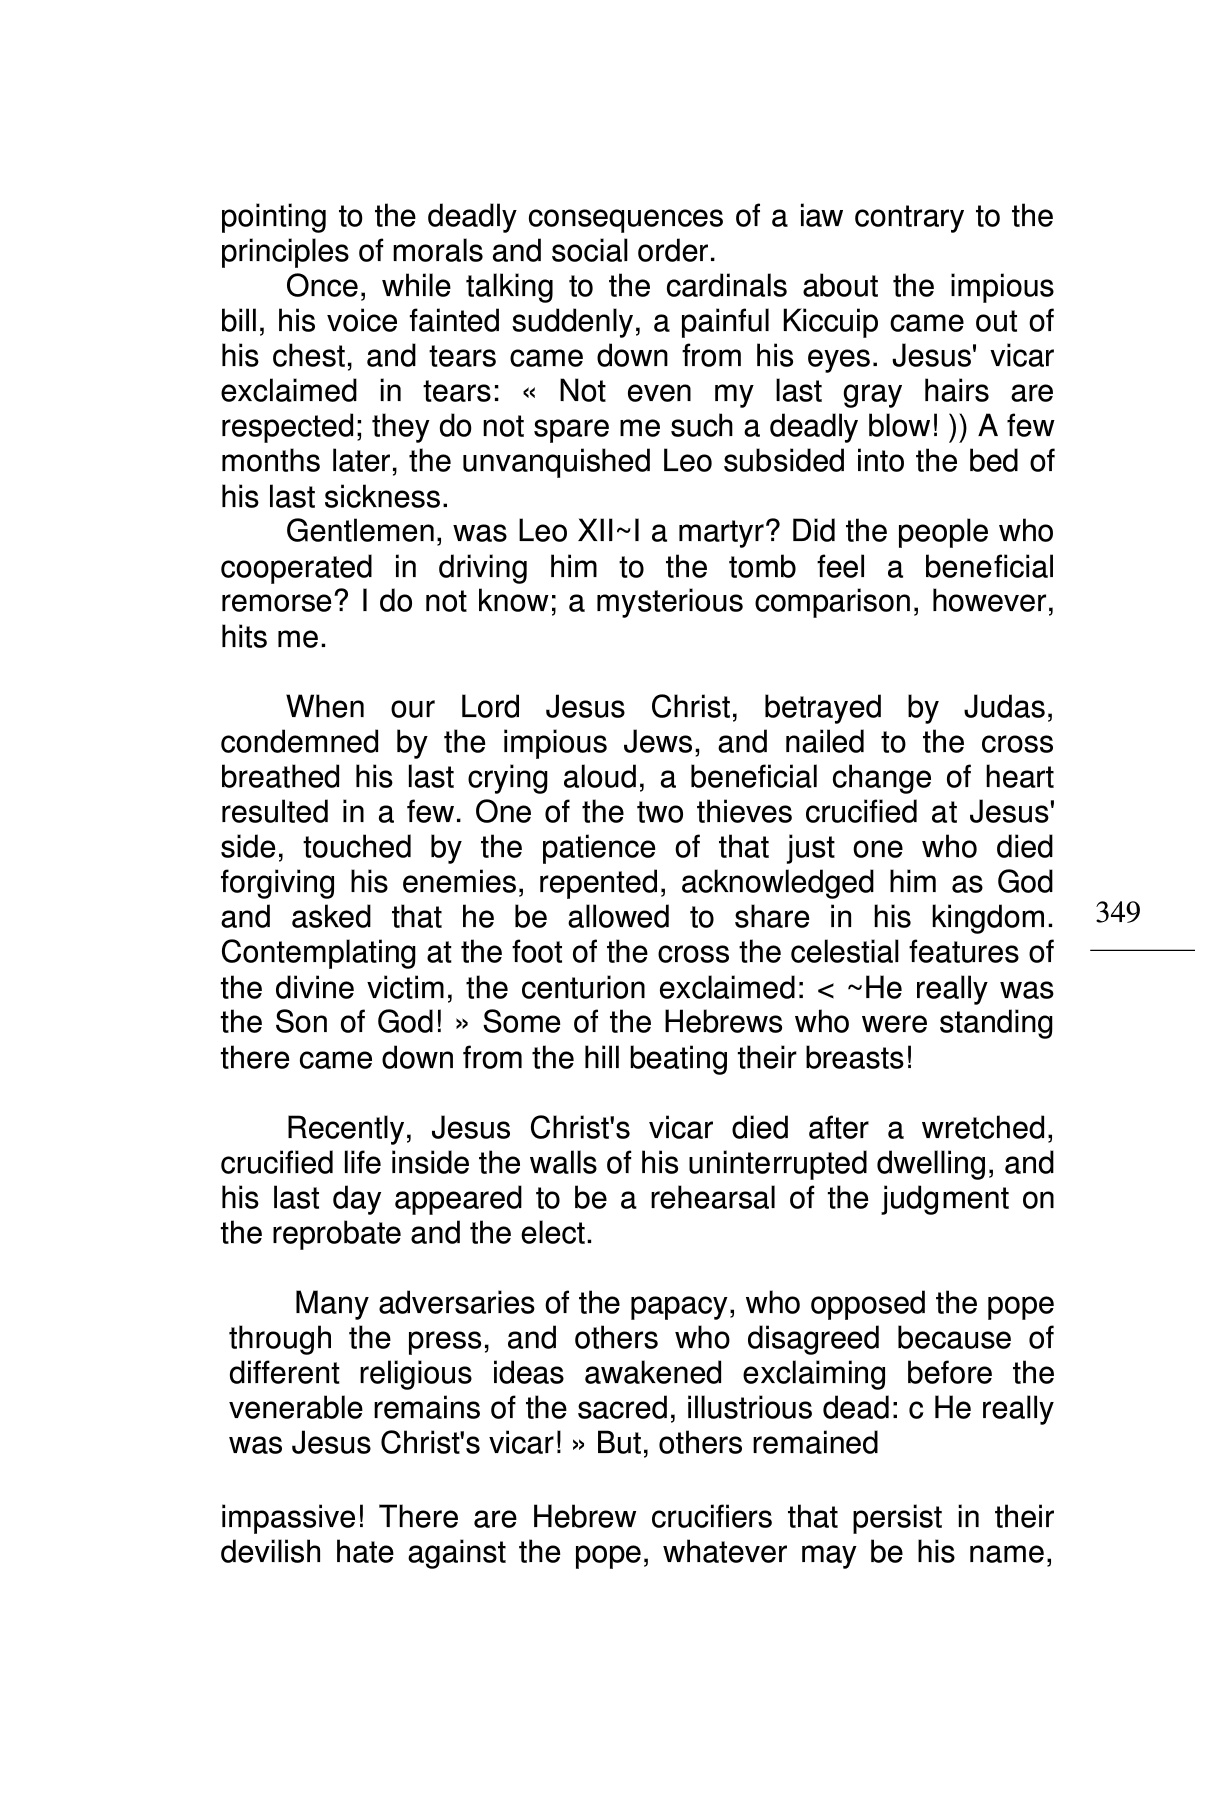 pointing to the deadly consequences of a iaw contrary to the
principles of morals and social order.
Once, while talking to the cardinals about the impious
bill, his voice fainted suddenly, a painful Kiccuip came out of
his chest, and tears came down from his eyes. Jesus' vicar
exclaimed in tears: « Not even my last gray hairs are
respected; they do not spare me such a deadly blow! )) A few
months later, the unvanquished Leo subsided into the bed of
his last sickness.
Gentlemen, was Leo XII~I a martyr? Did the people who
cooperated in driving him to the tomb feel a beneficial
remorse? I do not know; a mysterious comparison, however,
hits me.
When our Lord Jesus Christ, betrayed by Judas,
condemned by the impious Jews, and nailed to the cross
breathed his last crying aloud, a beneficial change of heart
resulted in a few. One of the two thieves crucified at Jesus'
side, touched by the patience of that just one who died
forgiving his enemies, repented, acknowledged him as God
and asked that he be allowed to share in his kingdom.
Contemplating at the foot of the cross the celestial features of
the divine victim, the centurion exclaimed: < ~He really was
the Son of God! » Some of the Hebrews who were standing
there came down from the hill beating their breasts!
Recently, Jesus Christ's vicar died after a wretched,
crucified life inside the walls of his uninterrupted dwelling, and
his last day appeared to be a rehearsal of the judgment on
the reprobate and the elect.
Many adversaries of the papacy, who opposed the pope
through the press, and others who disagreed because of
different religious ideas awakened exclaiming before the
venerable remains of the sacred, illustrious dead: c He really
was Jesus Christ's vicar! » But, others remained
impassive! There are Hebrew crucifiers that persist in their
devilish hate against the pope, whatever may be his name,
349